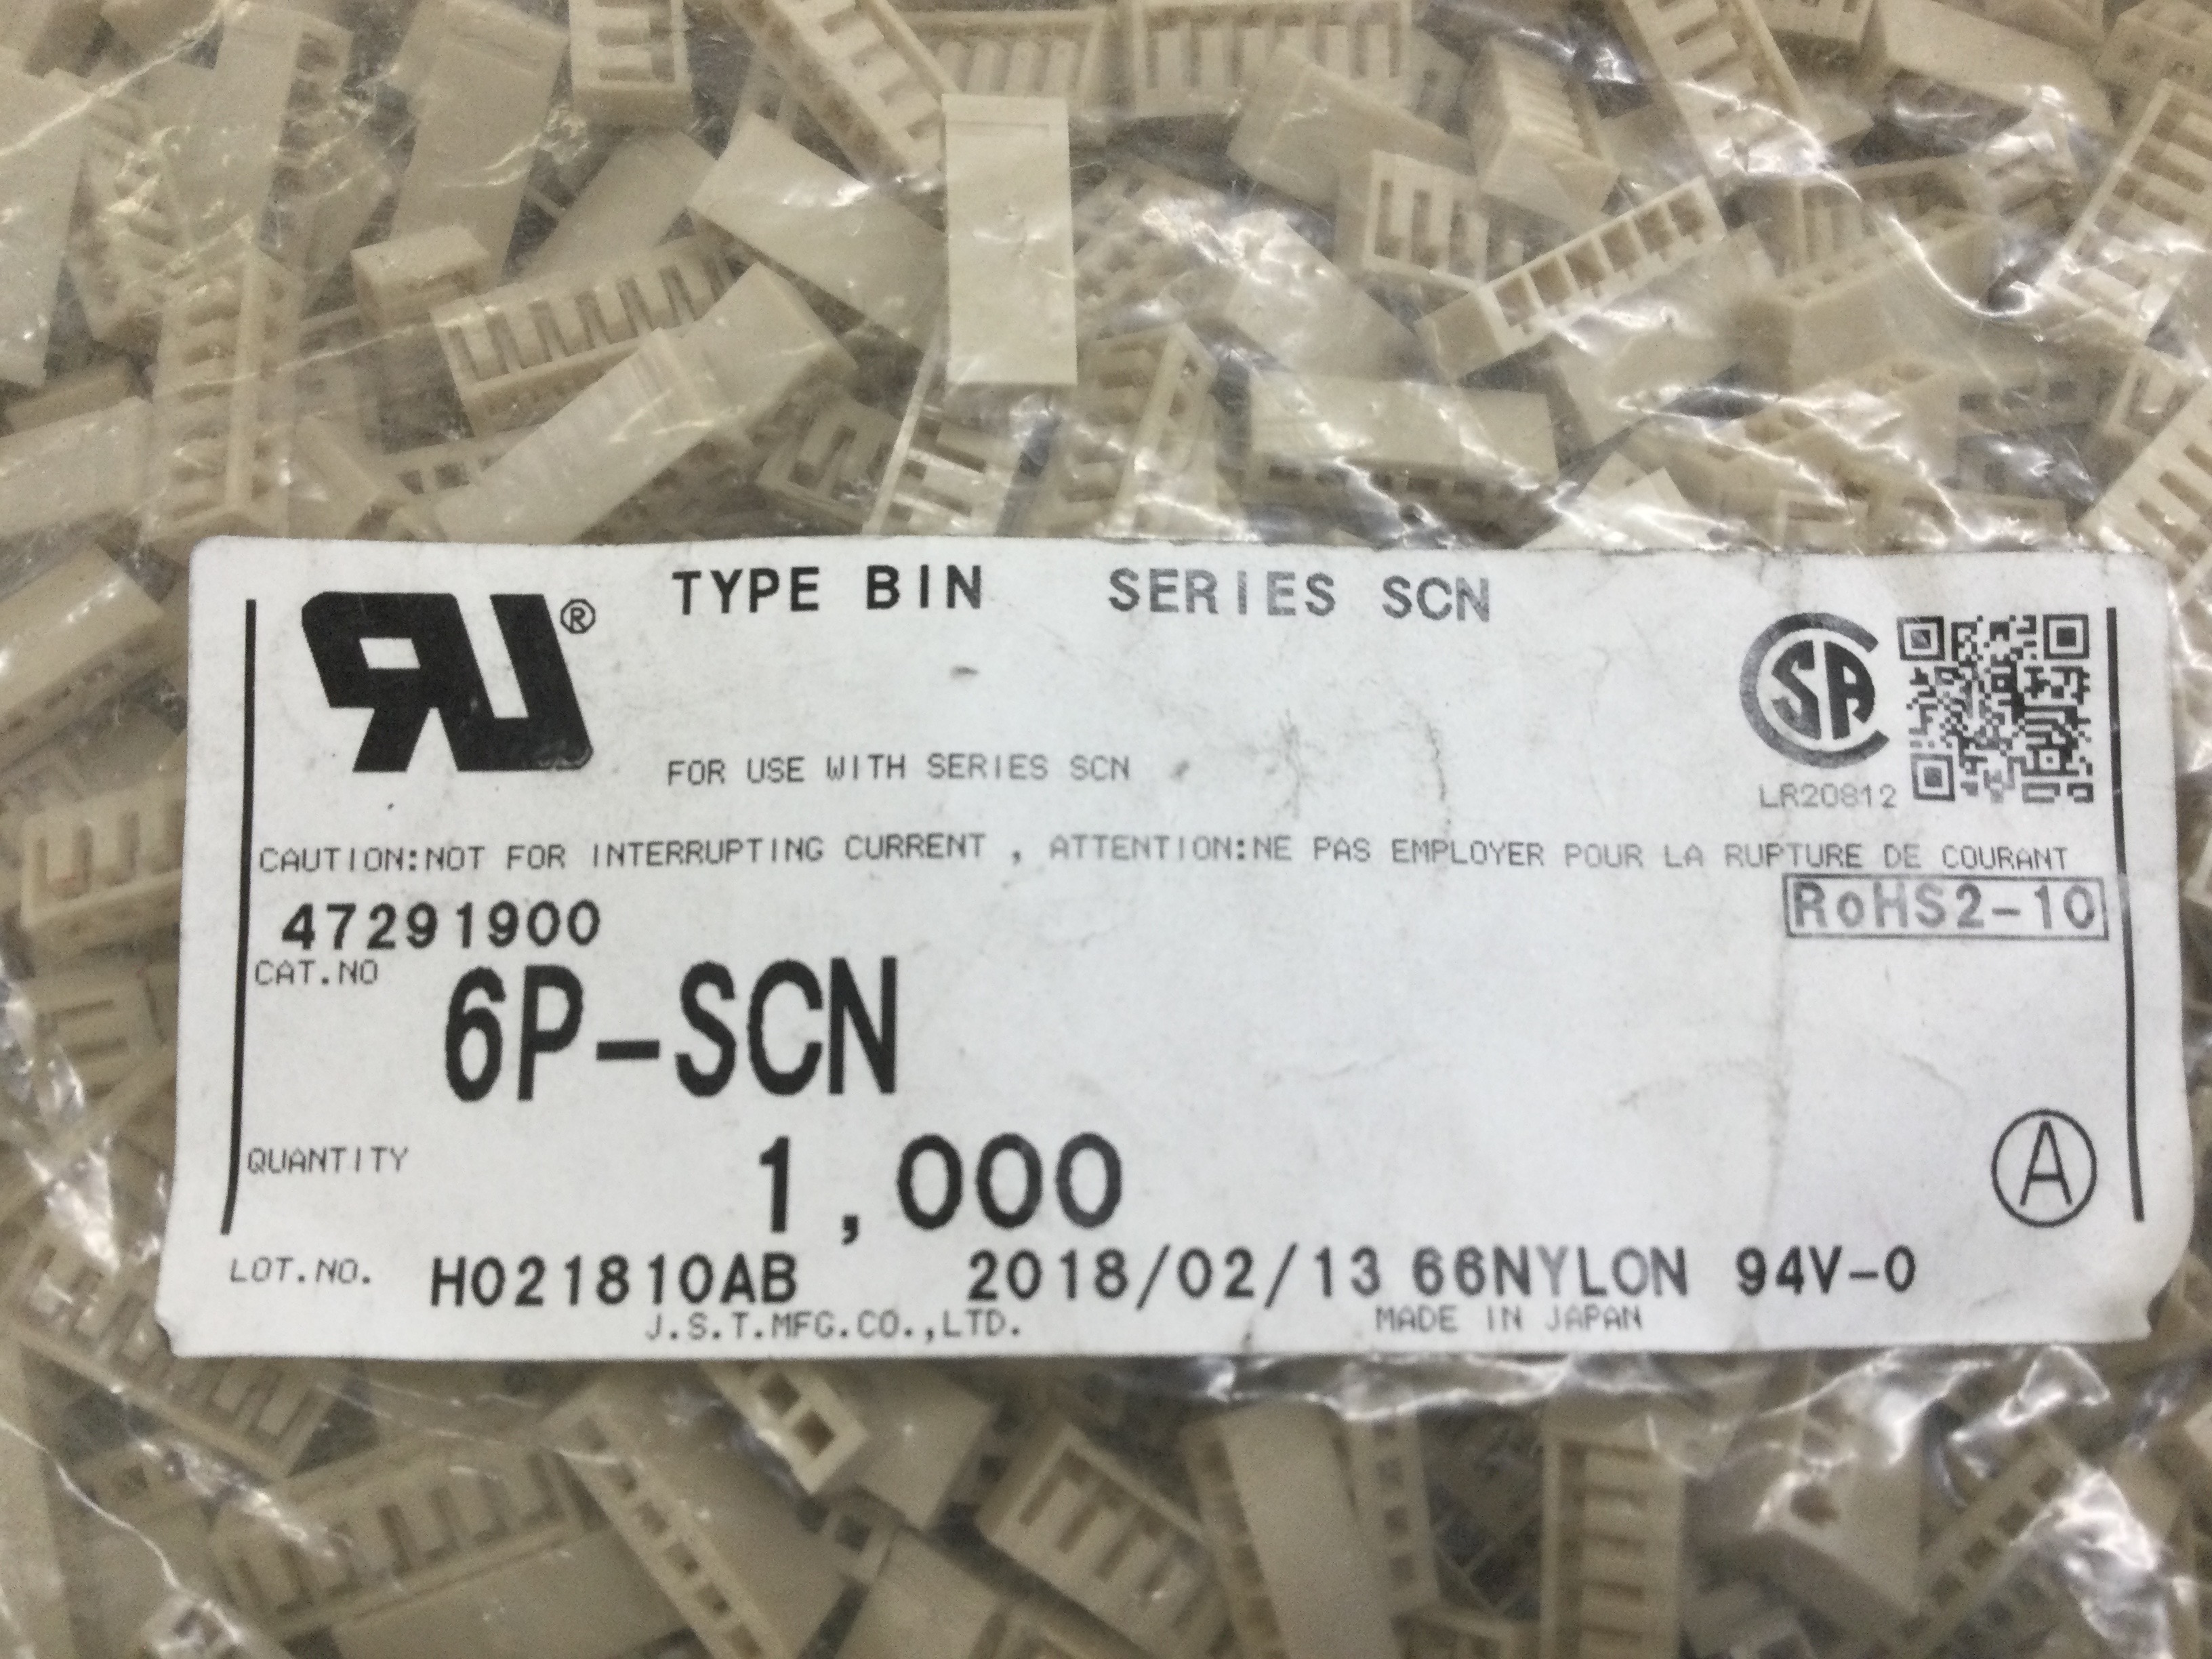 RU® TYPE BIN SERIES SCN
SA
FOR USE WITH SERIES SCN
LR20812
CAUTION:NOT FOR INTERRUPTING CURRENT , ATTENTION:NE PAS EMPLOYER POUR LA RUPTURE DE COURANT
47291900 RoHS2-10
CAT.NO 6P-SCN
QUANTITY 1,000 A
LOT.NO. H021810AB 2018/02/13 66NYLON 94V-0
J.S.T.MFG.CO.,LTD. MADE IN JAPAN